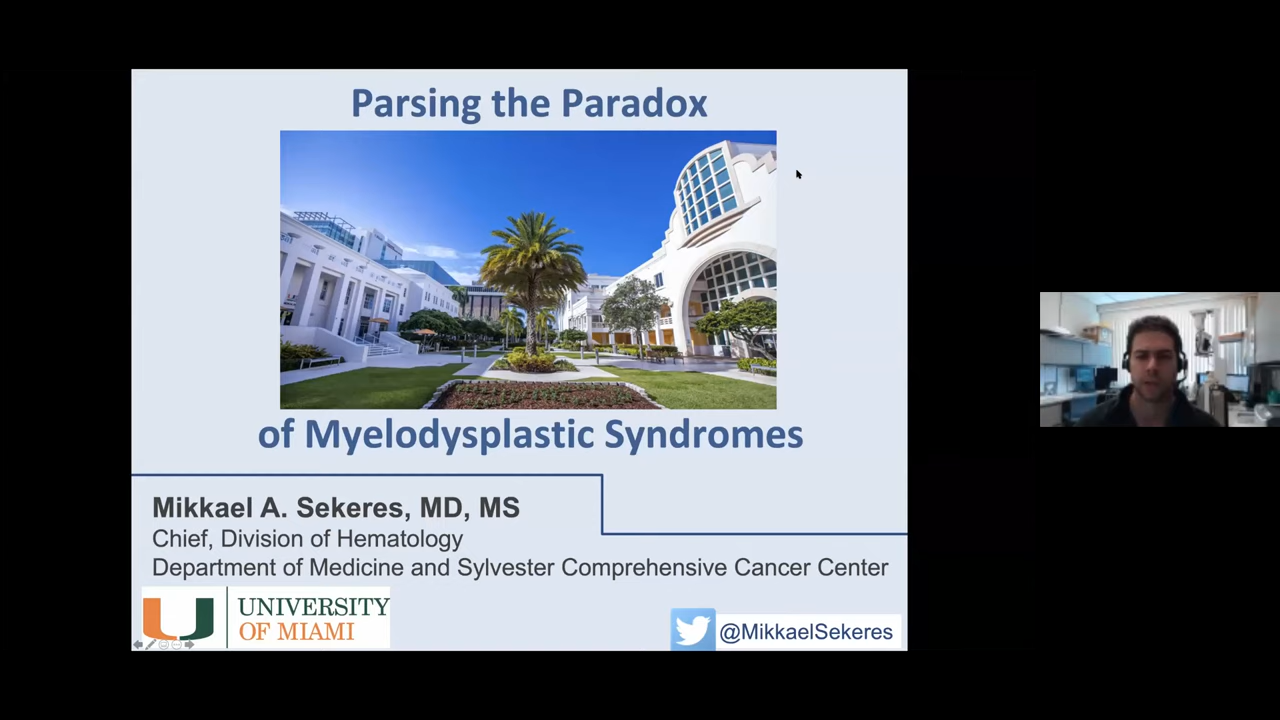 Parsing the Paradox
of Myelodysplastic Syndromes
Mikkael A. Sekeres, MD, MS
Chief, Division of Hematology
Department of Medicine and Sylvester Comprehensive Cancer Center
UNIVERSITY
OF MIAMI
@MikkaelSekeres